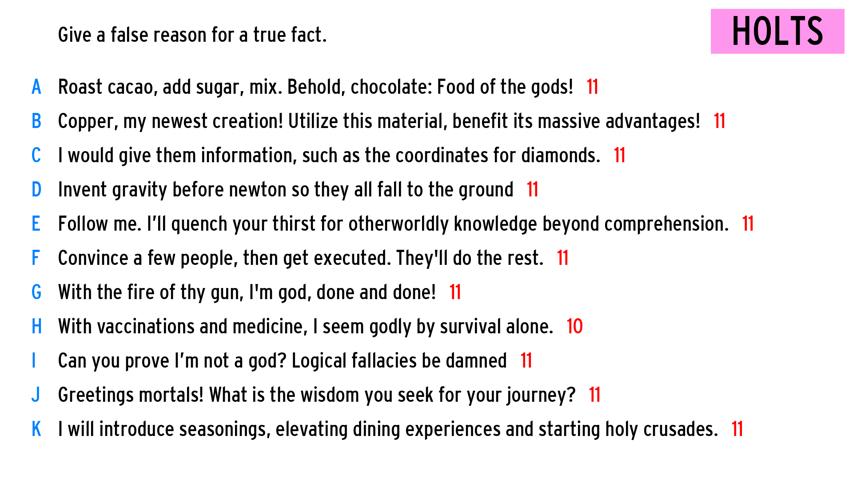 Give a false reason for a true fact.
HOLTS
A Roast cacao, add sugar, mix. Behold, chocolate: Food of the gods! 11
B Copper, my newest creation! Utilize this material, benefit its massive advantages! 11
C I would give them information, such as the coordinates for diamonds. 11
D Invent gravity before newton so they all fall to the ground 11
E Follow me. I’ll quench your thirst for otherworldly knowledge beyond comprehension. 11
F Convince a few people, then get executed. They'll do the rest. 11
G With the fire of thy gun, I'm god, done and done! 11
H With vaccinations and medicine, I seem godly by survival alone. 10
I Can you prove I’m not a god? Logical fallacies be damned 11
J Greetings mortals! What is the wisdom you seek for your journey? 11
K I will introduce seasonings, elevating dining experiences and starting holy crusades. 11